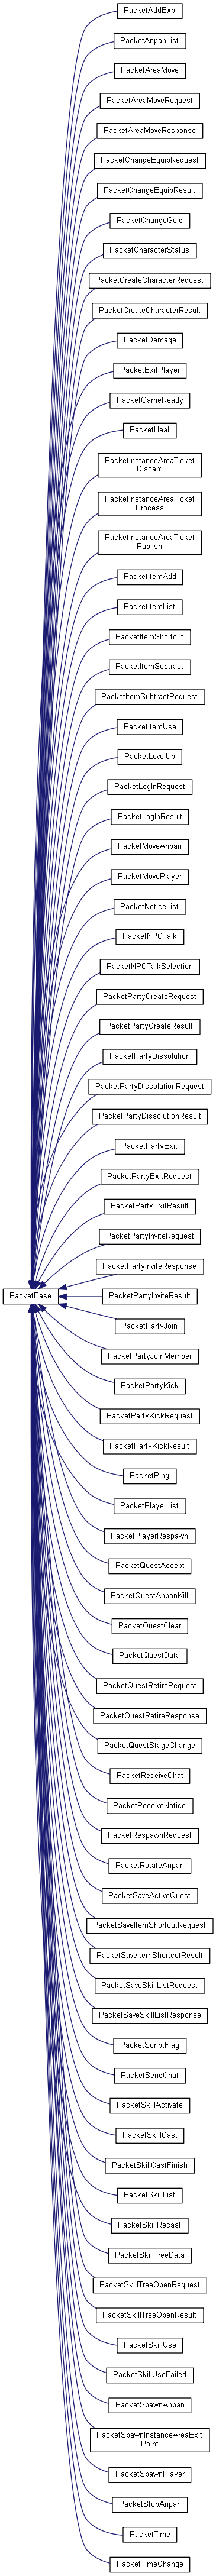 PacketAddExp
PacketAnpanList
PacketAreaMove
PacketAreaMoveRequest
PacketAreaMoveResponse
PacketChangeEquipRequest
PacketChangeEquipResult
PacketChangeGold
PacketCharacterStatus
PacketCreateCharacterRequest
PacketCreateCharacterResult
PacketDamage
PacketExitPlayer
PacketGameReady
PacketHeal
PacketInstanceAreaTicket
Discard
PacketInstanceAreaTicket
Process
PacketInstanceAreaTicket
Publish
PacketItemAdd
PacketItemList
PacketItemShortcut
PacketItemSubtract
PacketItemSubtractRequest
PacketItemUse
PacketLevelUp
PacketLogInRequest
PacketLogInResult
PacketMoveAnpan
PacketMovePlayer
PacketNoticeList
PacketNPCTalk
PacketNPCTalkSelection
PacketPartyCreateRequest
PacketPartyCreateResult
PacketPartyDissolution
PacketPartyDissolutionRequest
PacketPartyDissolutionResult
PacketPartyExit
PacketPartyExitRequest
PacketPartyExitResult
PacketPartyInviteRequest
PacketPartyInviteResponse
PacketBase
PacketPartyInviteResult
PacketPartyJoin
PacketPartyJoinMember
PacketPartyKick
PacketPartyKickRequest
PacketPartyKickResult
PacketPing
PacketPlayerList
PacketPlayerRespawn
PacketQuestAccept
PacketQuestAnpanKill
PacketQuestClear
PacketQuestData
PacketQuestRetireRequest
PacketQuestRetireResponse
PacketQuestStageChange
PacketReceiveChat
PacketReceiveNotice
PacketRespawnRequest
PacketRotateAnpan
PacketSaveActiveQuest
PacketSaveItemShortcutRequest
PacketSaveItemShortcutResult
PacketSaveSkillListRequest
PacketSaveSkillListResponse
PacketScriptFlag
PacketSendChat
PacketSkillActivate
PacketSkillCast
PacketSkillCastFinish
PacketSkillList
PacketSkillRecast
PacketSkillTreeData
PacketSkillTreeOpenRequest
PacketSkillTreeOpenResult
PacketSkillUse
PacketSkillUseFailed
PacketSpawnAnpan
PacketSpawnInstanceAreaExit
Point
PacketSpawnPlayer
PacketStopAnpan
PacketTime
PacketTimeChange